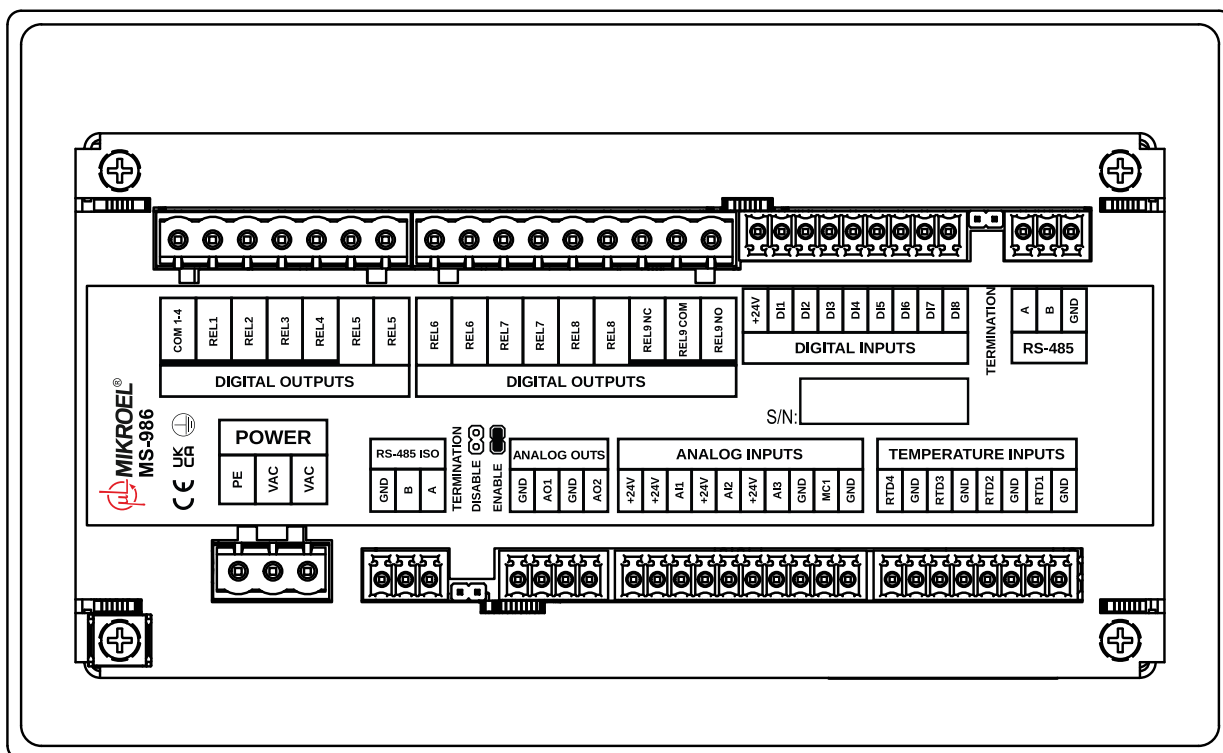 COM 1-4
REL1
REL2
REL3
REL4
REL5
REL5
DIGITAL OUTPUTS
REL6
REL6
REL7
REL7
REL8
REL8
REL9 NC
REL9 COM
REL9 NO
DIGITAL OUTPUTS
+24V
DI1
DI2
DI3
DI4
DI5
DI6
DI7
DI8
DIGITAL INPUTS
TERMINATION
A
B
GND
RS-485
S/N:
μb MIKROEL®
MS-986
CE
UK
CA
POWER
PE
VAC
VAC
RS-485 ISO
GND
B
A
TERMINATION
DISABLE
ENABLE
ANALOG OUTS
GND
AO1
GND
AO2
ANALOG INPUTS
+24V
+24V
AI1
+24V
AI2
+24V
AI3
GND
MC1
GND
TEMPERATURE INPUTS
RTD4
GND
RTD3
GND
RTD2
GND
RTD1
GND